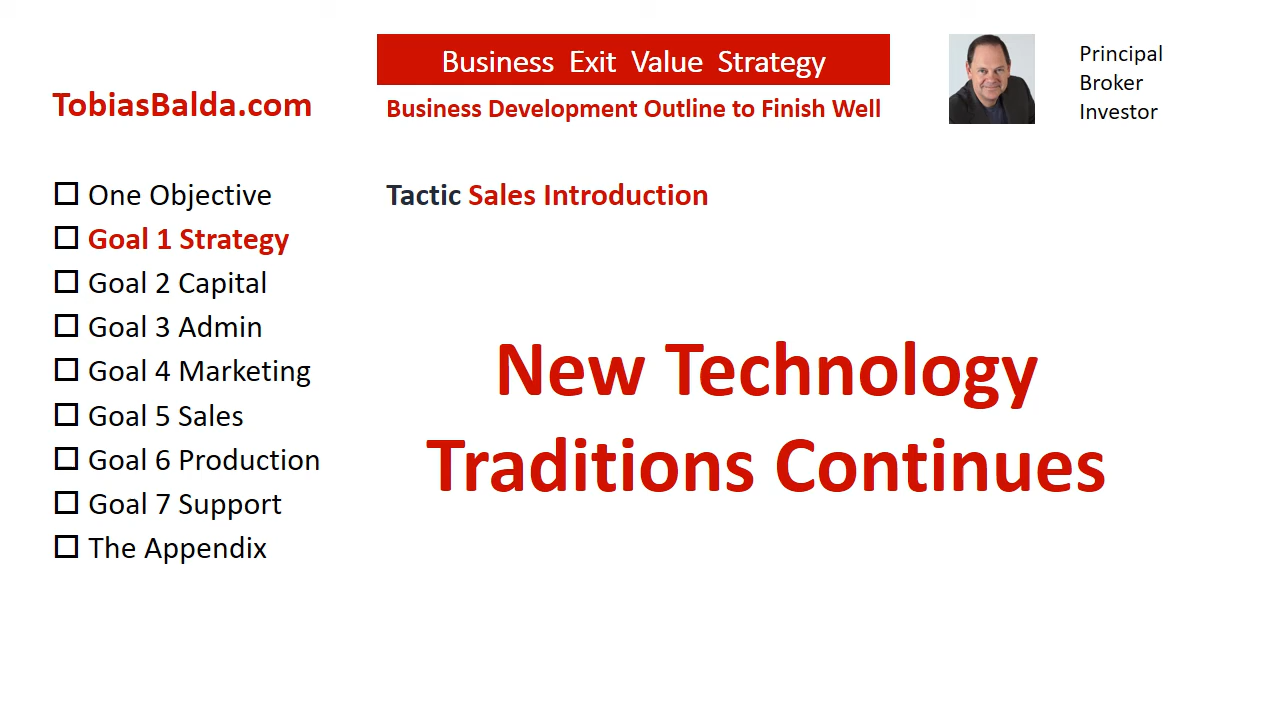 TobiasBalda.com
Business Exit Value Strategy
Business Development Outline to Finish Well
Principal
Broker
Investor
One Objective
Goal 1 Strategy
Goal 2 Capital
Goal 3 Admin
Goal 4 Marketing
Goal 5 Sales
Goal 6 Production
Goal 7 Support
The Appendix
Tactic Sales Introduction
New Technology
Traditions Continues